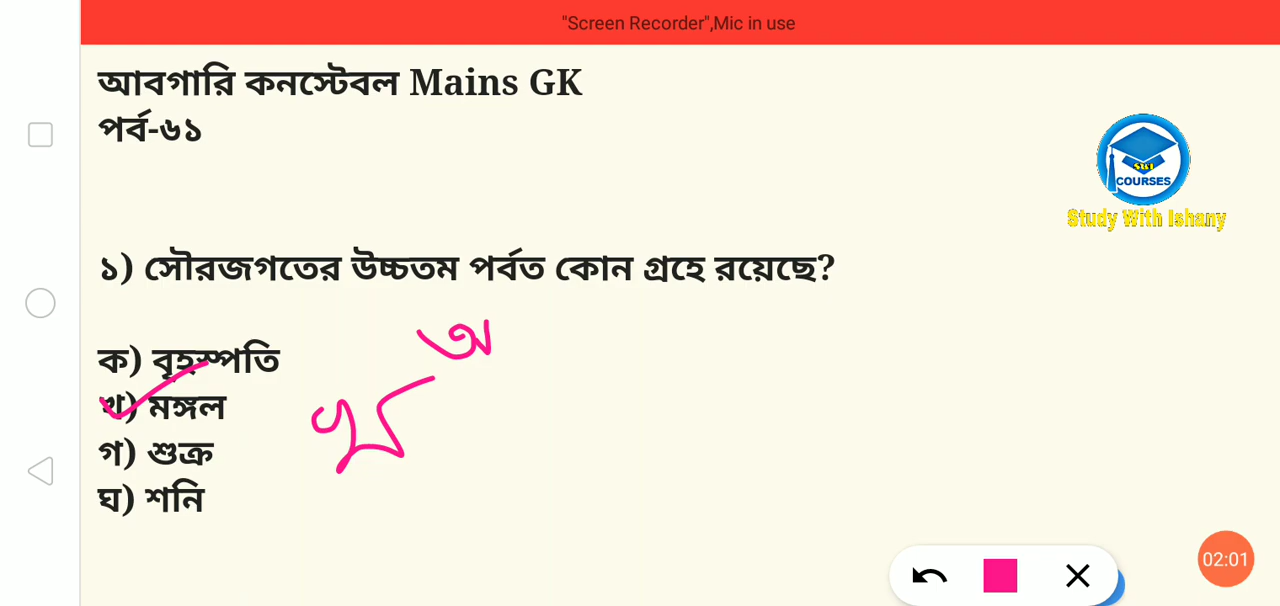 "Screen Recorder",Mic in use
আবগারি কনস্টেবল Mains GK
পর্ব-৬১
COURSES
Study With Ishany
১) সৌরজগতের উচ্চতম পর্বত কোন গ্রহে রয়েছে?
অ
ক) বৃহস্পতি
খ) মঙ্গল
গ) শুক্র
ঘ) শনি
02:01